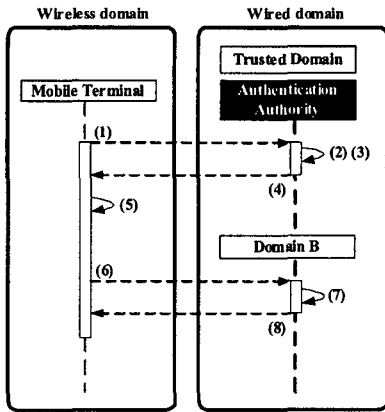 Wireless domain
Wired domain
Trusted Domain
Mobile Terminal
Authentication
Authority
(1)
(2) (3)
(4)
(5)
Domain B
(6)
(7)
(8)